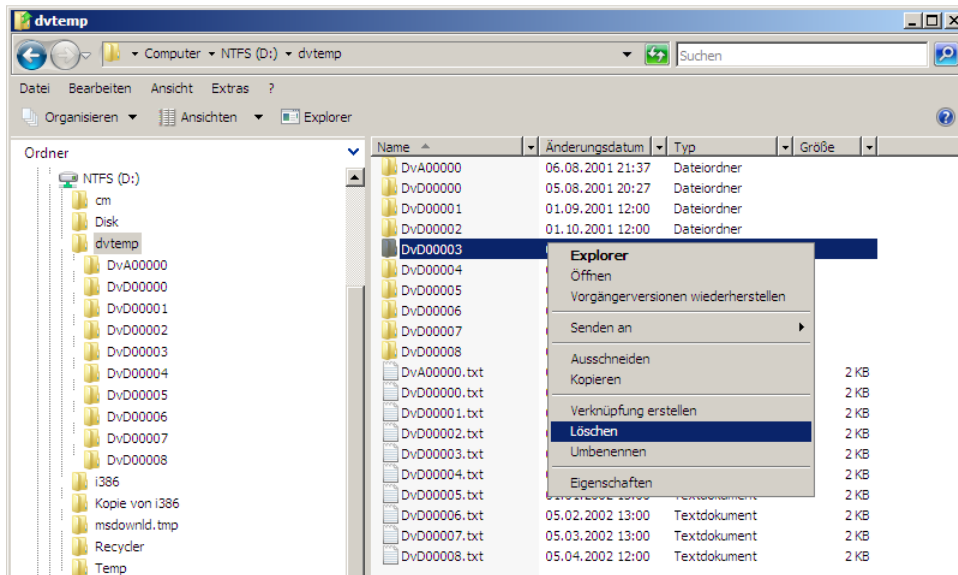 dvtemp
Computer NTFS (D:) dvtemp
Suchen
Datei Bearbeiten Ansicht Extras ?
Organisieren Ansichten Explorer
Ordner
NTFS (D:)
cm
Disk
dvtemp
DvA00000
DvD00000
DvD00001
DvD00002
DvD00003
DvD00004
DvD00005
DvD00006
DvD00007
DvD00008
i386
Kopie von i386
msdownld.tmp
Recycler
Temp
Name Änderungsdatum Typ Größe
DvA00000 06.08.2001 21:37 Dateiordner
DvD00000 05.08.2001 20:27 Dateiordner
DvD00001 01.09.2001 12:00 Dateiordner
DvD00002 01.10.2001 12:00 Dateiordner
DvD00003
DvD00004
DvD00005
DvD00006
DvD00007
DvD00008
DvA00000.txt 2 KB
DvD00000.txt 2 KB
DvD00001.txt 2 KB
DvD00002.txt 2 KB
DvD00003.txt 2 KB
DvD00004.txt 2 KB
DvD00005.txt 2 KB
DvD00006.txt 05.02.2002 13:00 Textdokument 2 KB
DvD00007.txt 05.03.2002 13:00 Textdokument 2 KB
DvD00008.txt 05.04.2002 12:00 Textdokument 2 KB
Explorer
Öffnen
Vorgängerversionen wiederherstellen
Senden an
Ausschneiden
Kopieren
Verknüpfung erstellen
Löschen
Umbenennen
Eigenschaften